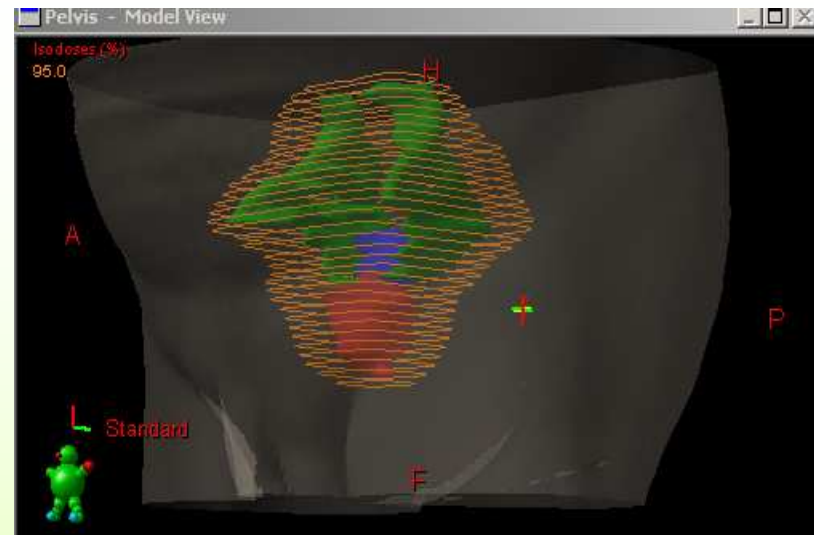 Pelvis - Model View
Isodoses (%)
95.0
H
A
P
L
Standard
F